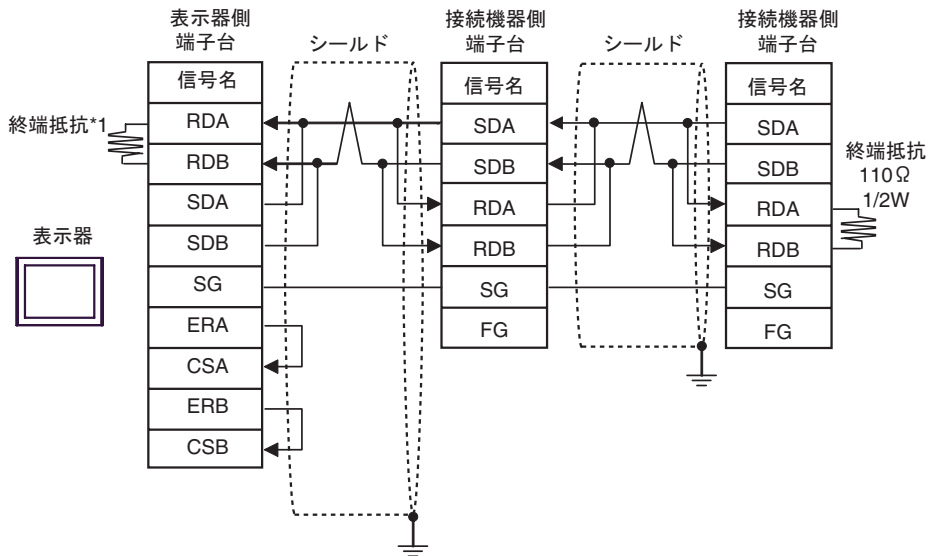 表示器側
端子台
シールド
接続機器側
端子台
シールド
接続機器側
端子台
信号名
RDA
RDB
SDA
SDB
SG
ERA
CSA
ERB
CSB
終端抵抗*1
表示器
信号名
SDA
SDB
RDA
RDB
SG
FG
信号名
SDA
SDB
RDA
RDB
SG
FG
終端抵抗
110Ω
1/2W